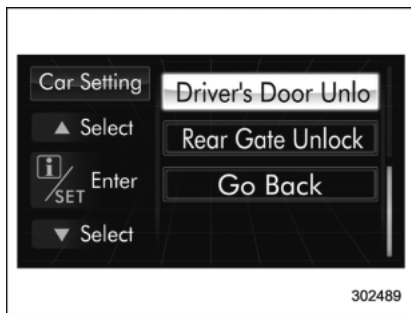 Car Setting
Driver's Door Unlo
▲ Select
Rear Gate Unlock
i/SET Enter
Go Back
▼ Select
302489